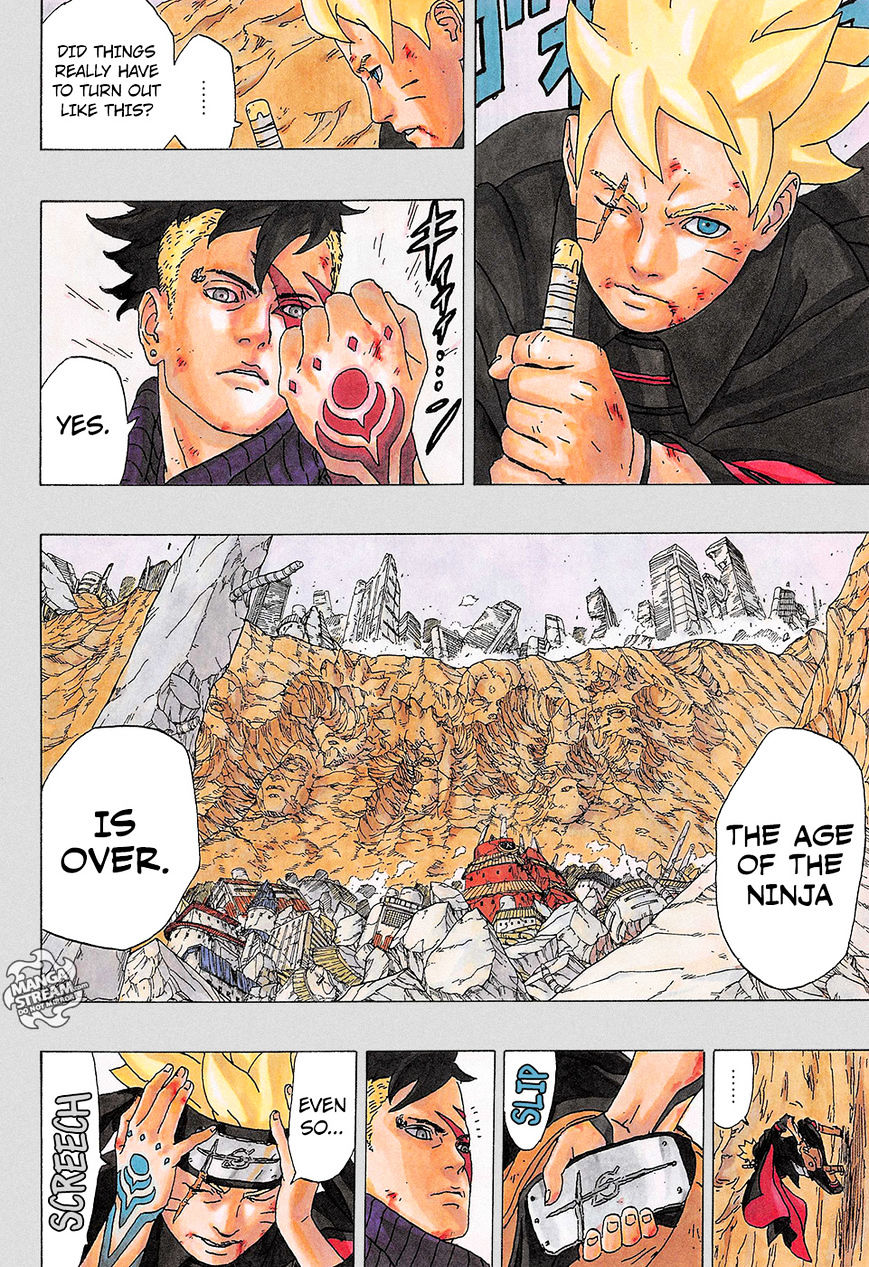 ......
DID THINGS
REALLY HAVE
TO TURN OUT
LIKE THIS?
YES.
THE AGE
OF THE
NINJA
IS
OVER.
MANGA
STREAM
.com
......
SLIP
EVEN
SO...
SCREECH